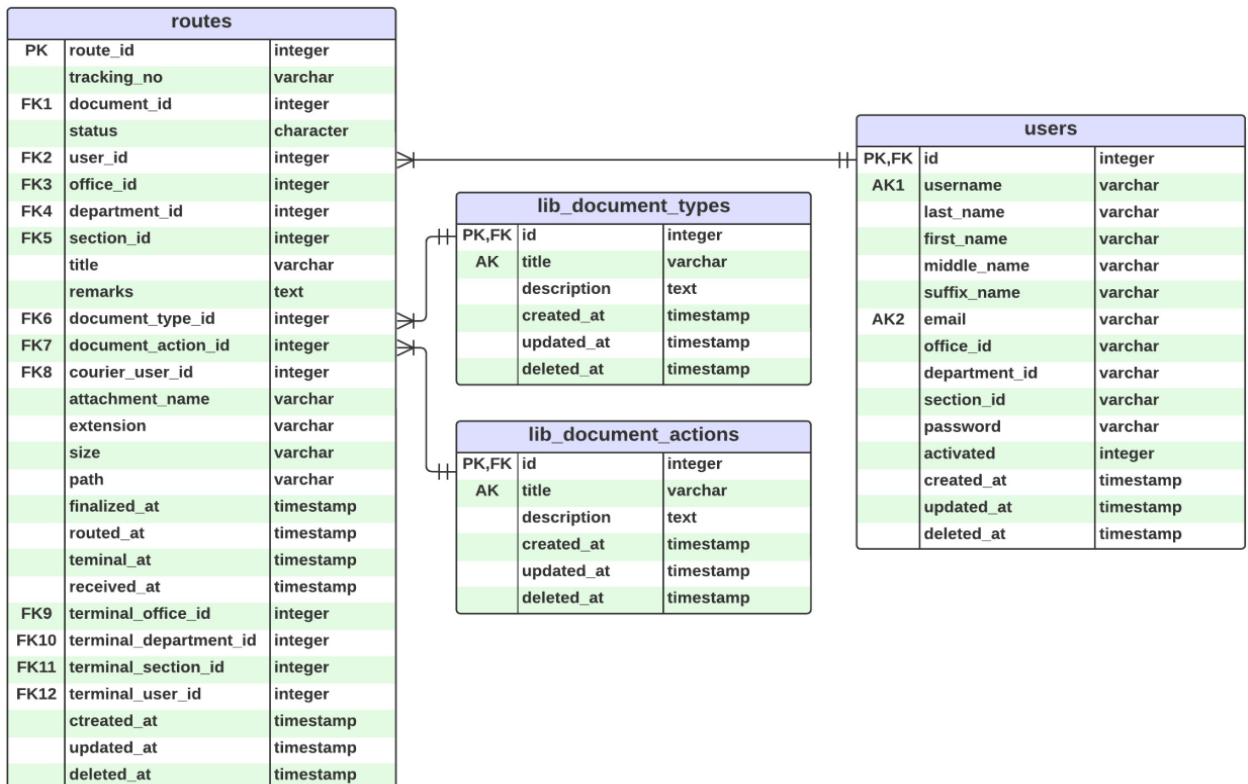 routes
PK route_id integer
tracking_no varchar
FK1 document_id integer
status character
FK2 user_id integer
FK3 office_id integer
FK4 department_id integer
FK5 section_id integer
title varchar
remarks text
FK6 document_type_id integer
FK7 document_action_id integer
FK8 courier_user_id integer
attachment_name varchar
extension varchar
size varchar
path varchar
finalized_at timestamp
routed_at timestamp
teminal_at timestamp
received_at timestamp
FK9 terminal_office_id integer
FK10 terminal_department_id integer
FK11 terminal_section_id integer
FK12 terminal_user_id integer
ctreated_at timestamp
updated_at timestamp
deleted_at timestamp
lib_document_types
PK,FK id integer
AK title varchar
description text
created_at timestamp
updated_at timestamp
deleted_at timestamp
lib_document_actions
PK,FK id integer
AK title varchar
description text
created_at timestamp
updated_at timestamp
deleted_at timestamp
users
PK,FK id integer
AK1 username varchar
last_name varchar
first_name varchar
middle_name varchar
suffix_name varchar
AK2 email varchar
office_id varchar
department_id varchar
section_id varchar
password varchar
activated integer
created_at timestamp
updated_at timestamp
deleted_at timestamp